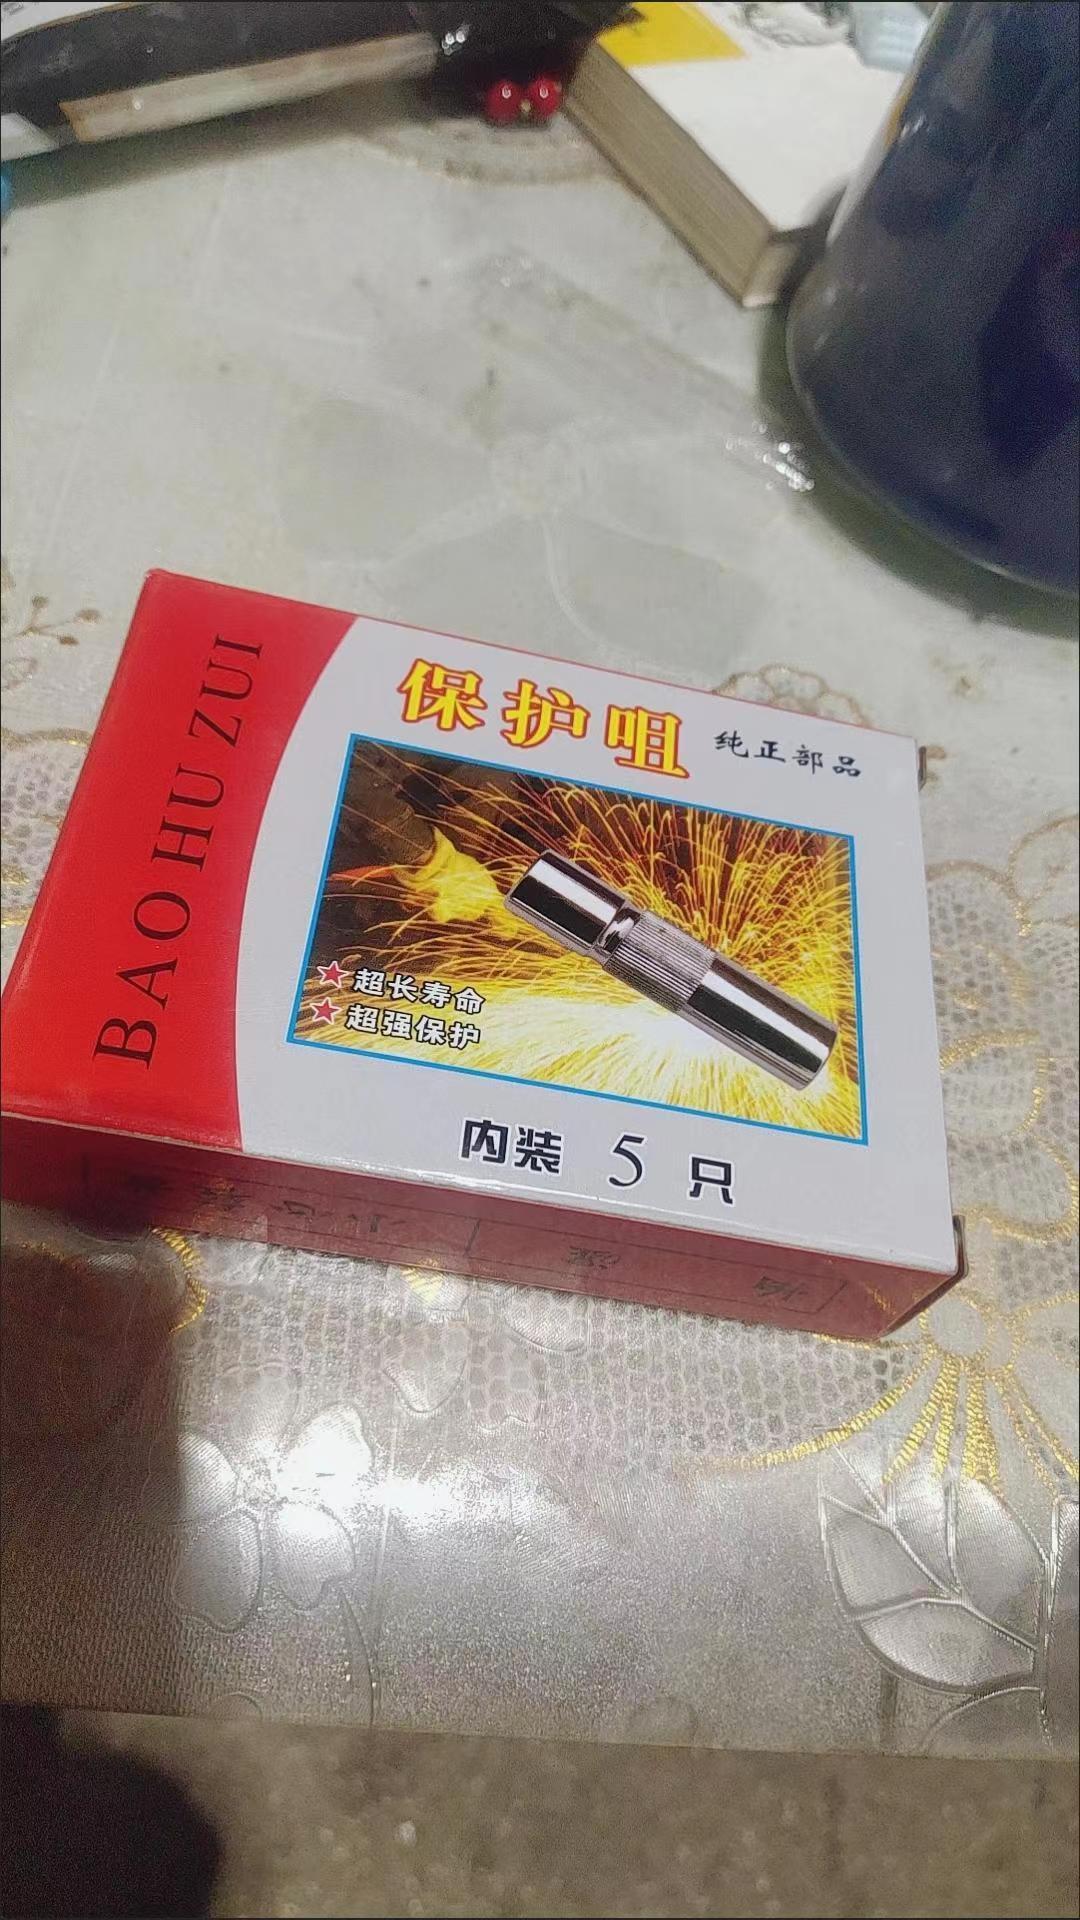 BAO HU ZUI
保护咀 纯正部品
超长寿命
超强保护
内装 5 只